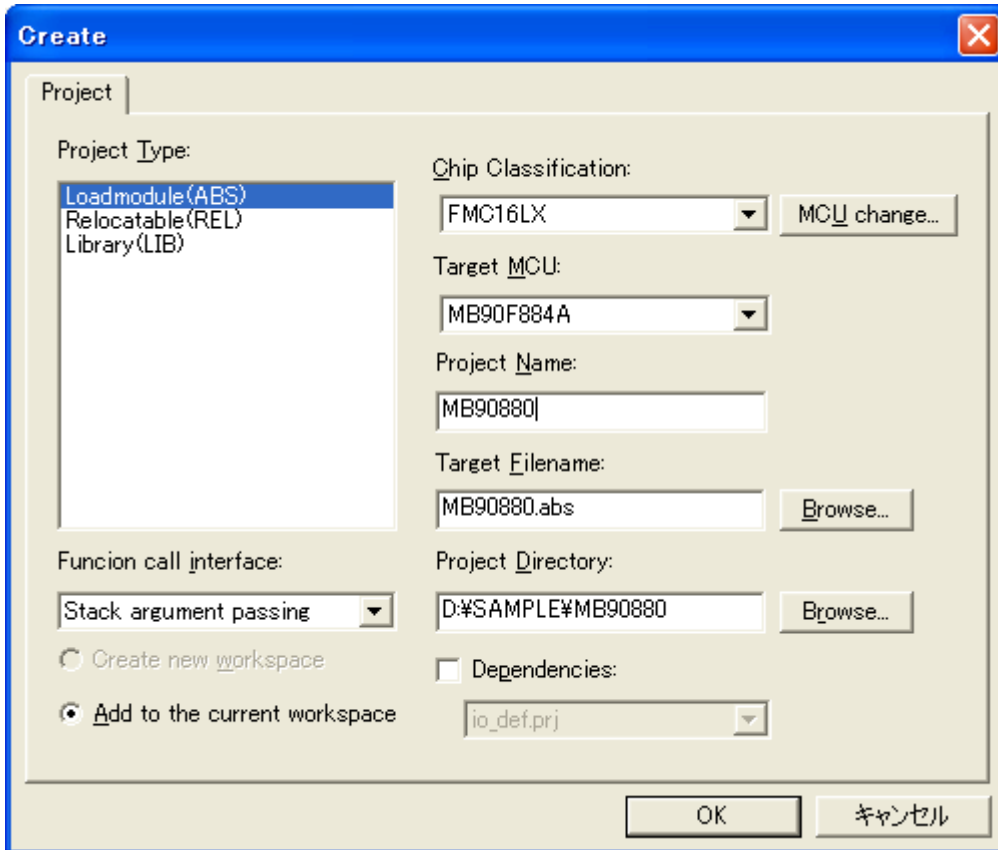 Create
Project
Project Type:
Loadmodule(ABS)
Relocatable(REL)
Library(LIB)
Funcion call interface:
Stack argument passing
Create new workspace
Add to the current workspace
Chip Classification:
FMC16LX
MCU change...
Target MCU:
MB90F884A
Project Name:
MB90880
Target Filename:
MB90880.abs
Browse...
Project Directory:
D:¥SAMPLE¥MB90880
Browse...
Dependencies:
io_def.prj
OK
キャンセル